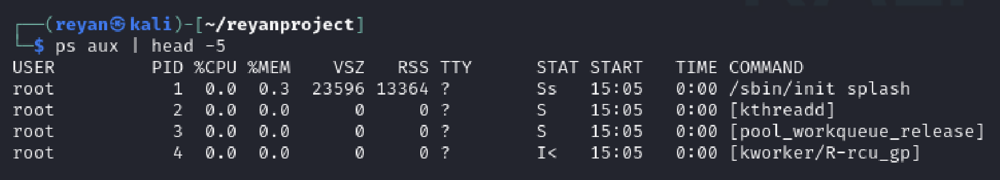 ┌──(reyan㉿kali)-[~/reyanproject]
└─$ ps aux | head -5
USER         PID %CPU %MEM    VSZ   RSS TTY      STAT START   TIME COMMAND
root           1  0.0  0.3  23596 13364 ?        Ss   15:05   0:00 /sbin/init splash
root           2  0.0  0.0      0     0 ?        S    15:05   0:00 [kthreadd]
root           3  0.0  0.0      0     0 ?        S    15:05   0:00 [pool_workqueue_release]
root           4  0.0  0.0      0     0 ?        I<   15:05   0:00 [kworker/R-rcu_gp]